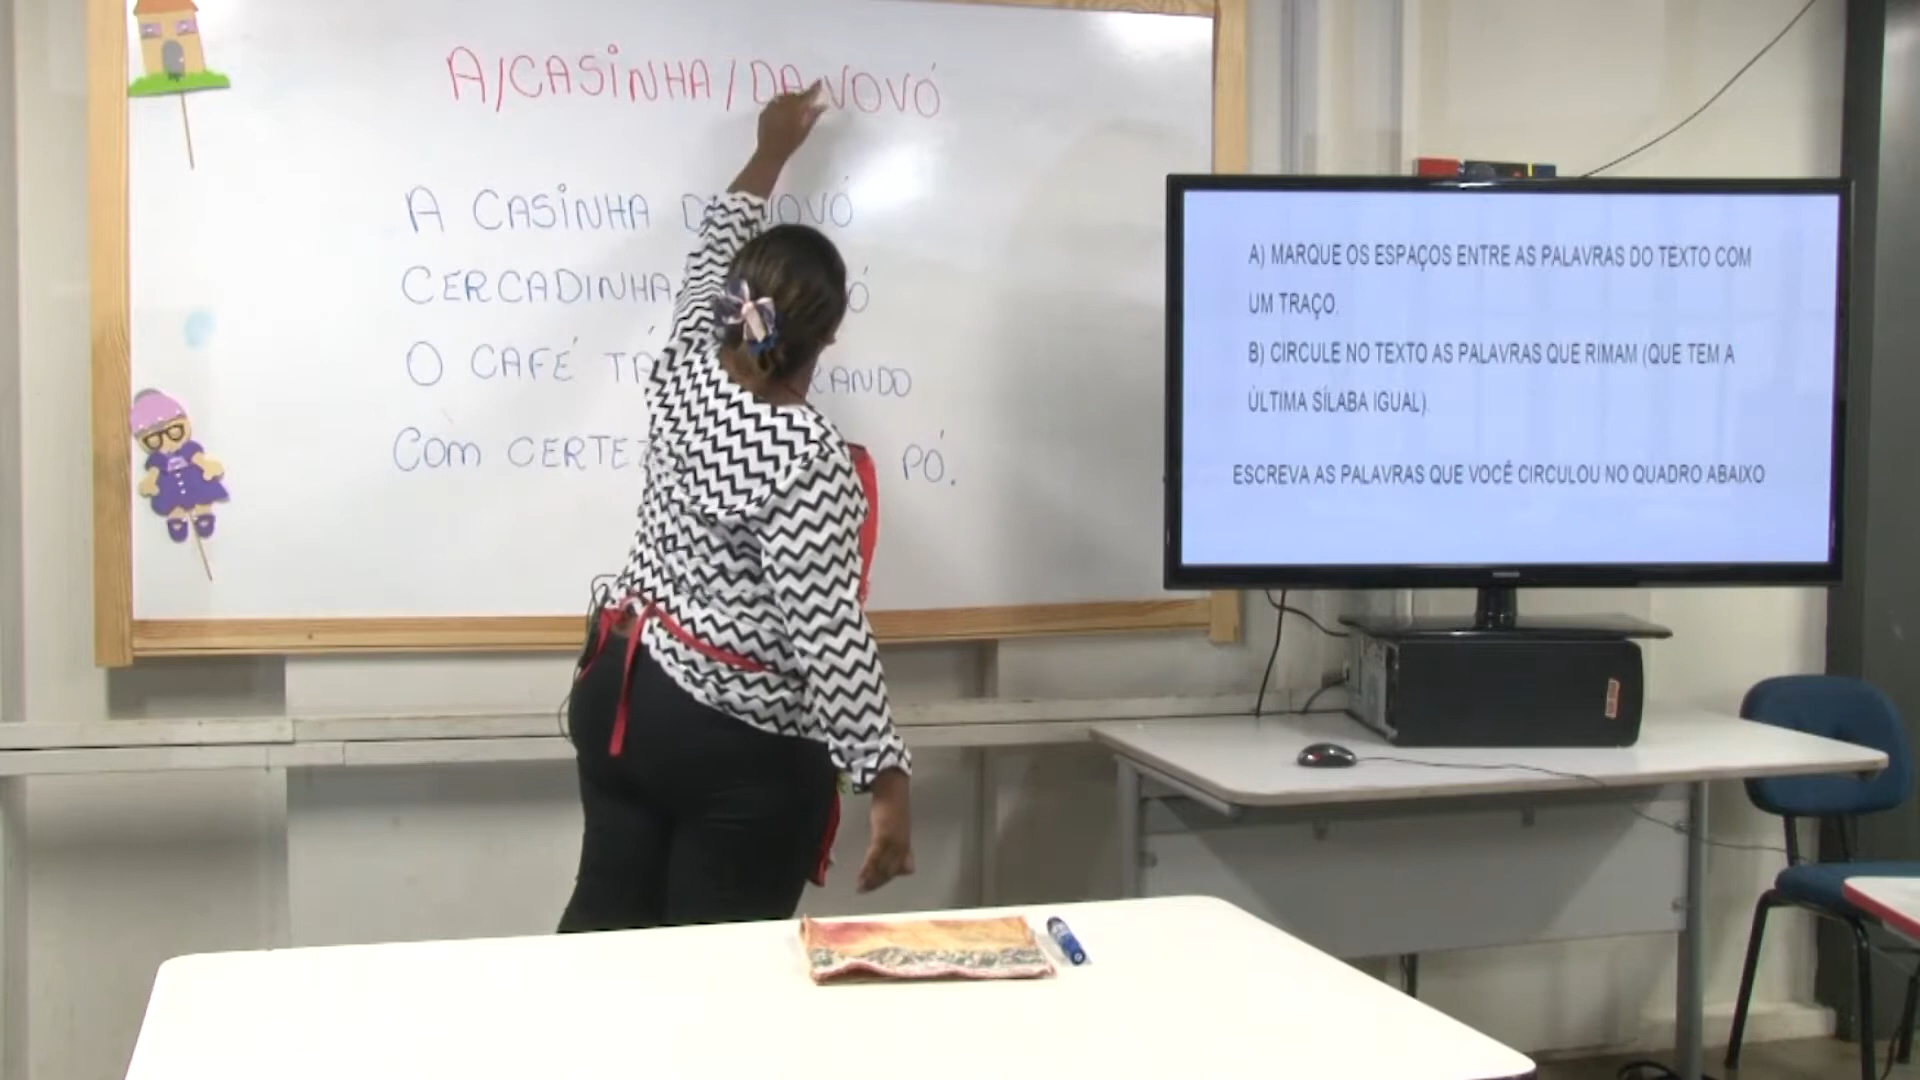 A/CASINHA/DA VOVÓ
A CASINHA VOVÓ
CERCADINHA
O CAFÉ TÁ
COM PÓ.
A) MARQUE OS ESPAÇOS ENTRE AS PALAVRAS DO TEXTO COM
UM TRAÇO.
B) CIRCULE NO TEXTO AS PALAVRAS QUE RIMAM (QUE TEM A
ÚLTIMA SÍLABA IGUAL).
ESCREVA AS PALAVRAS QUE VOCÊ CIRCULOU NO QUADRO ABAIXO